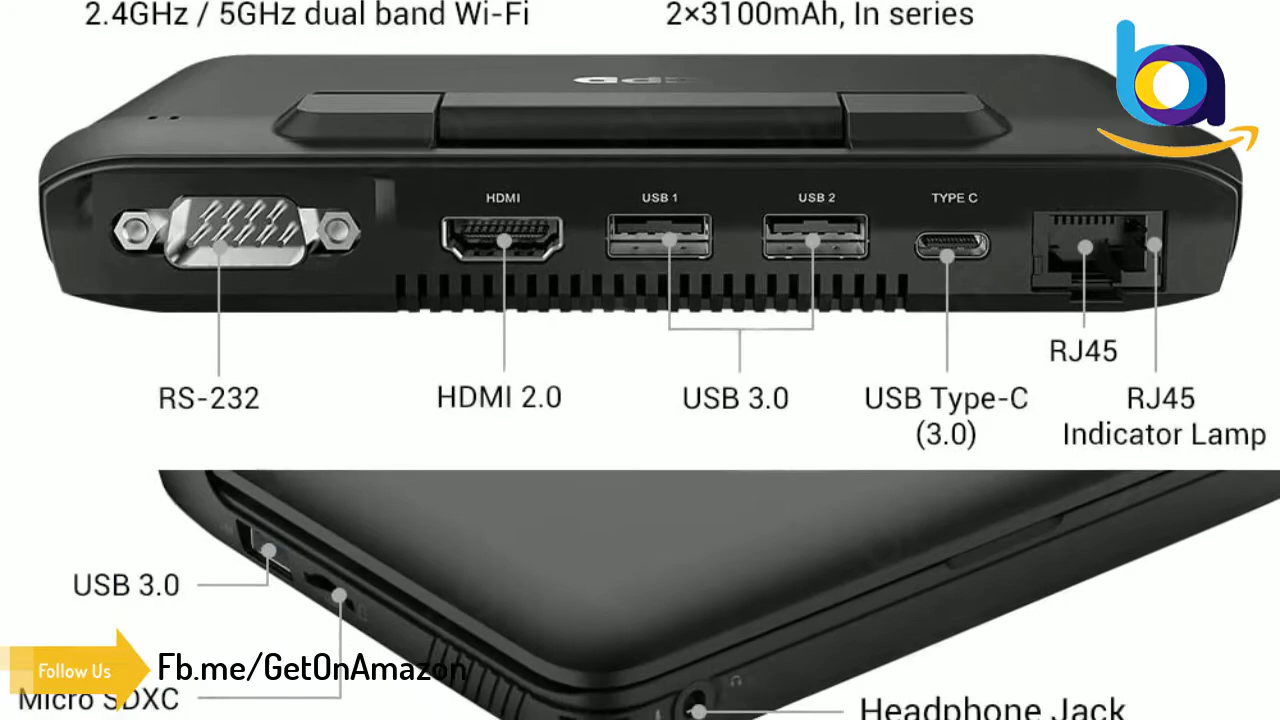 2.4GHz / 5GHz dual band Wi-Fi
2×3100mAh, In series
ba
HDMI
USB 1
USB 2
TYPE C
RJ45
RS-232
HDMI 2.0
USB 3.0
USB Type-C
(3.0)
RJ45
Indicator Lamp
USB 3.0
Follow Us
Fb.me/GetOnAmazon
Micro SDXC
Headphone Jack